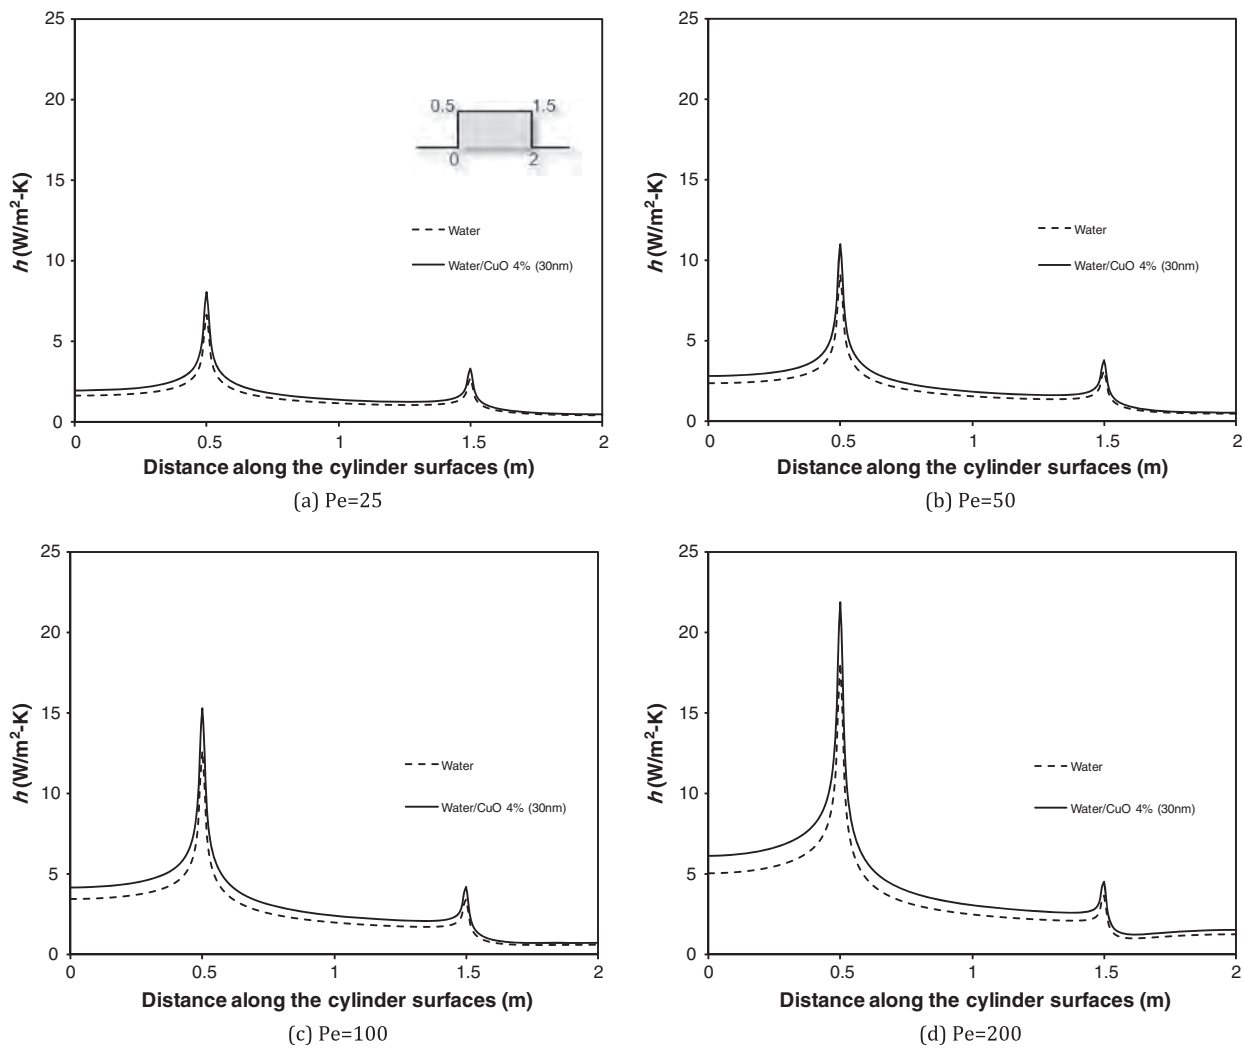 25
20
15
10
5
0
h (W/m²-K)
0.5 1.5
0 2
Water
Water/CuO 4% (30nm)
0 0.5 1 1.5 2
Distance along the cylinder surfaces (m)
(a) Pe=25
25
20
15
10
5
0
h (W/m²-K)
Water
Water/CuO 4% (30nm)
0 0.5 1 1.5 2
Distance along the cylinder surfaces (m)
(b) Pe=50
25
20
15
10
5
0
h (W/m²-K)
Water
Water/CuO 4% (30nm)
0 0.5 1 1.5 2
Distance along the cylinder surfaces (m)
(c) Pe=100
25
20
15
10
5
0
h (W/m²-K)
Water
Water/CuO 4% (30nm)
0 0.5 1 1.5 2
Distance along the cylinder surfaces (m)
(d) Pe=200